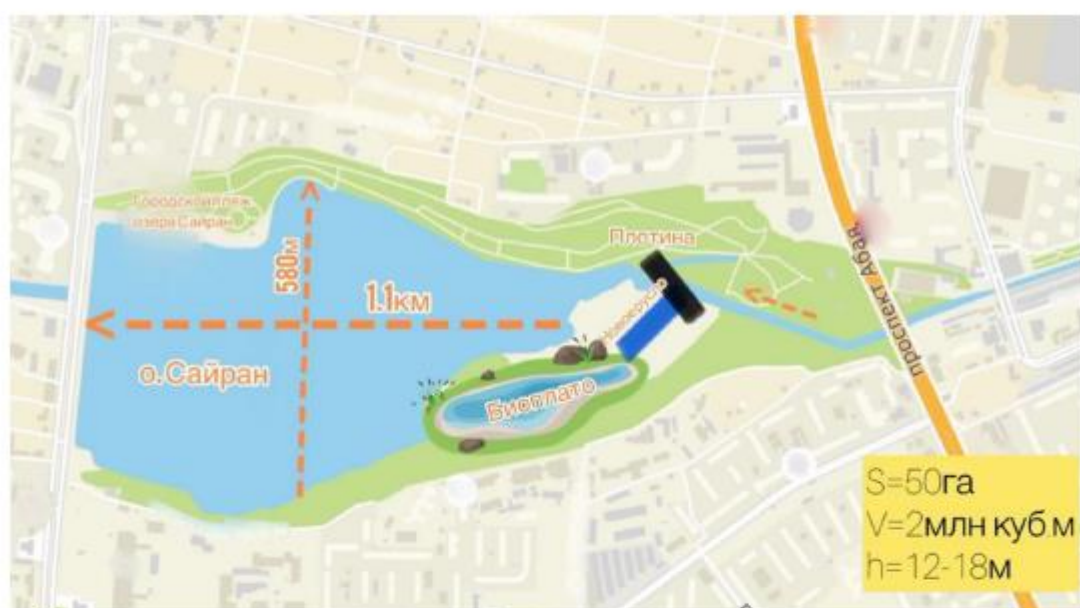 Городской пляж
озера Сайран
580м
1.1км
о.Сайран
Плотина
Биоплато
проспект Абая
S=50га
V=2млн куб.м
h=12-18м